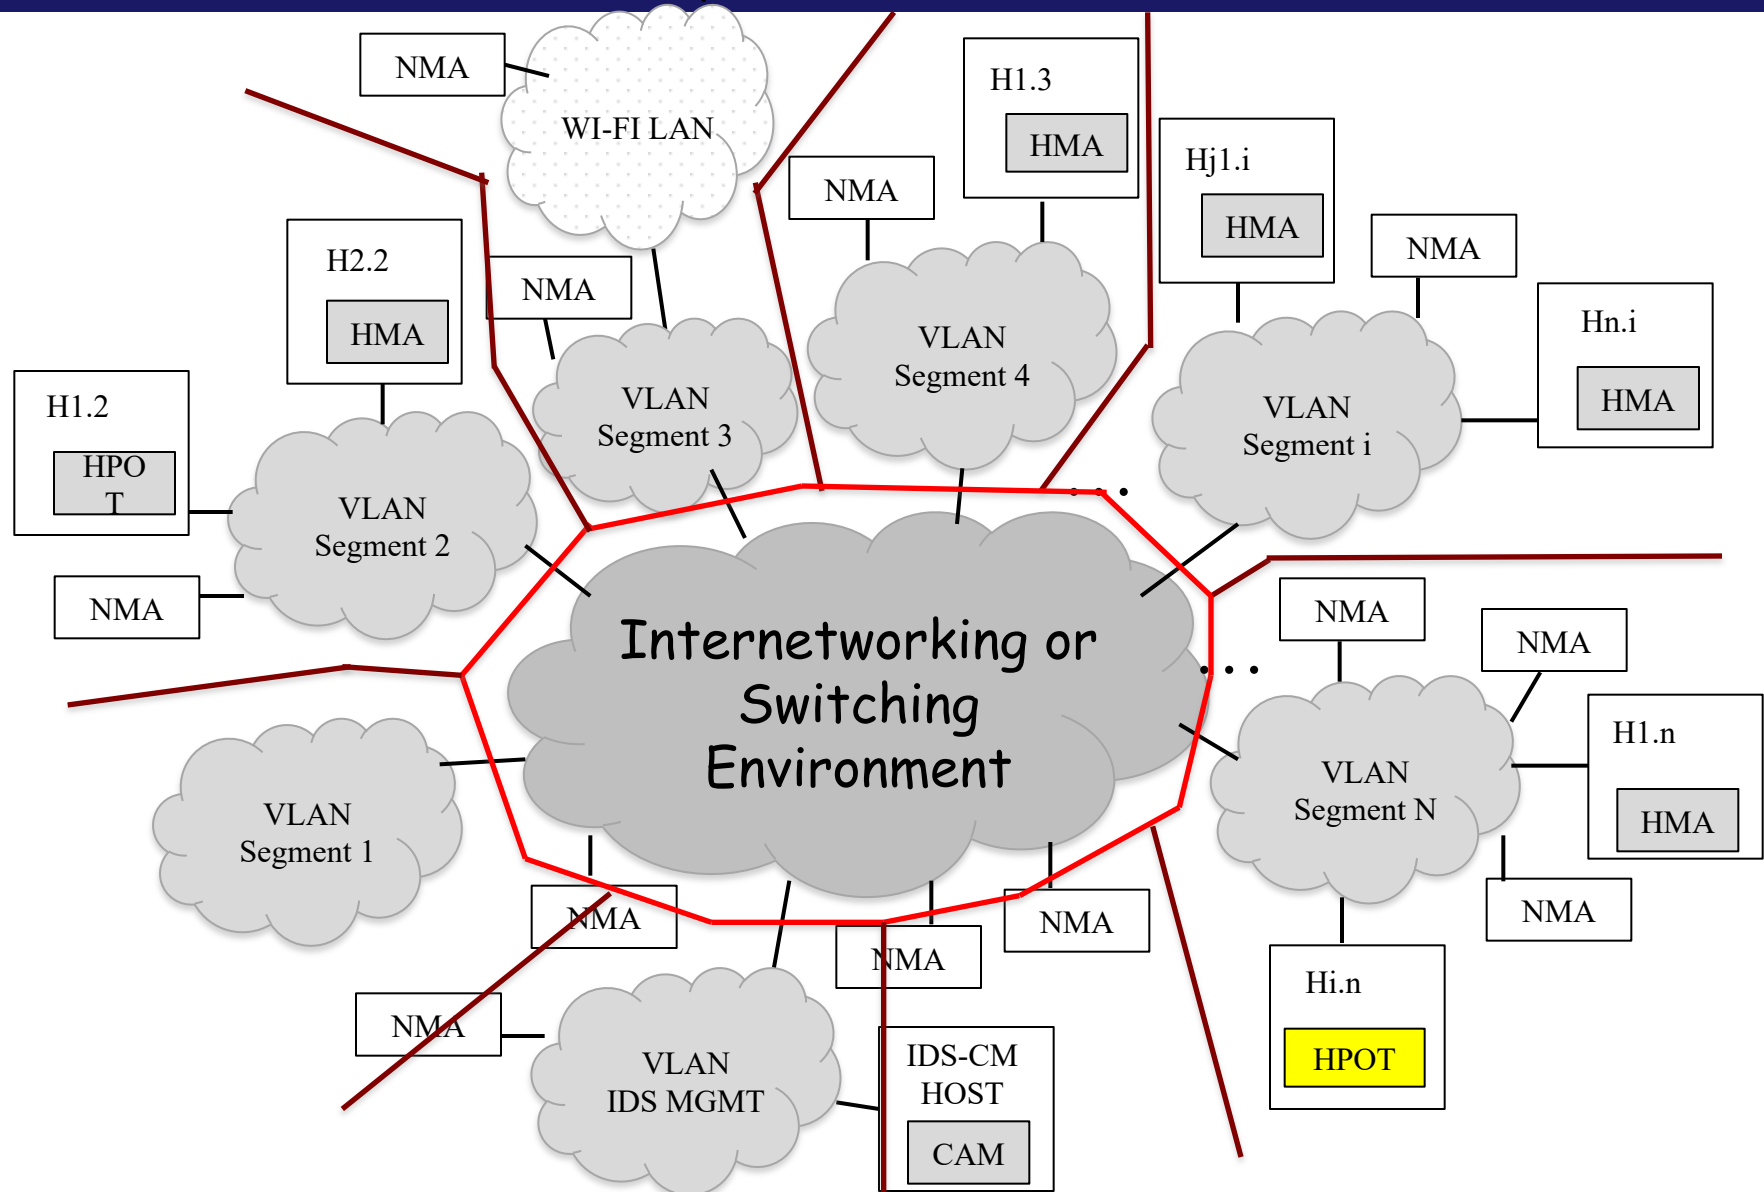 NMA
WI-FI LAN
H1.3
HMA
NMA
Hj1.i
HMA
NMA
H2.2
HMA
NMA
Hn.i
HMA
VLAN
Segment 4
VLAN
Segment 3
VLAN
Segment i
H1.2
HPO
T
VLAN
Segment 2
NMA
. . .
Internetworking or
Switching
Environment
. . .
NMA
NMA
H1.n
HMA
VLAN
Segment N
VLAN
Segment 1
NMA
NMA
NMA
NMA
Hi.n
HPOT
NMA
VLAN
IDS MGMT
IDS-CM
HOST
CAM